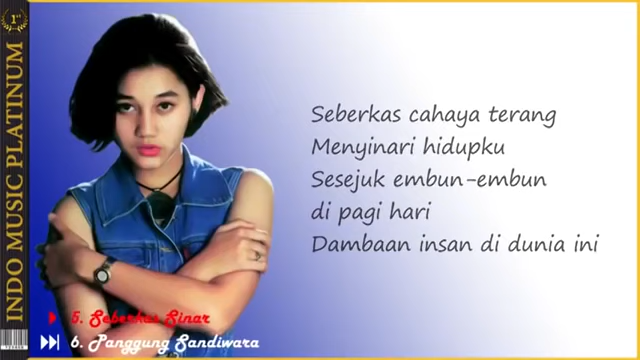 1st
INDO MUSIC PLATINUM
Seberkas cahaya terang
Menyinari hidupku
Sesejuk embun-embun
di pagi hari
Dambaan insan di dunia ini
5. Seberkas Sinar
6. Panggung Sandiwara